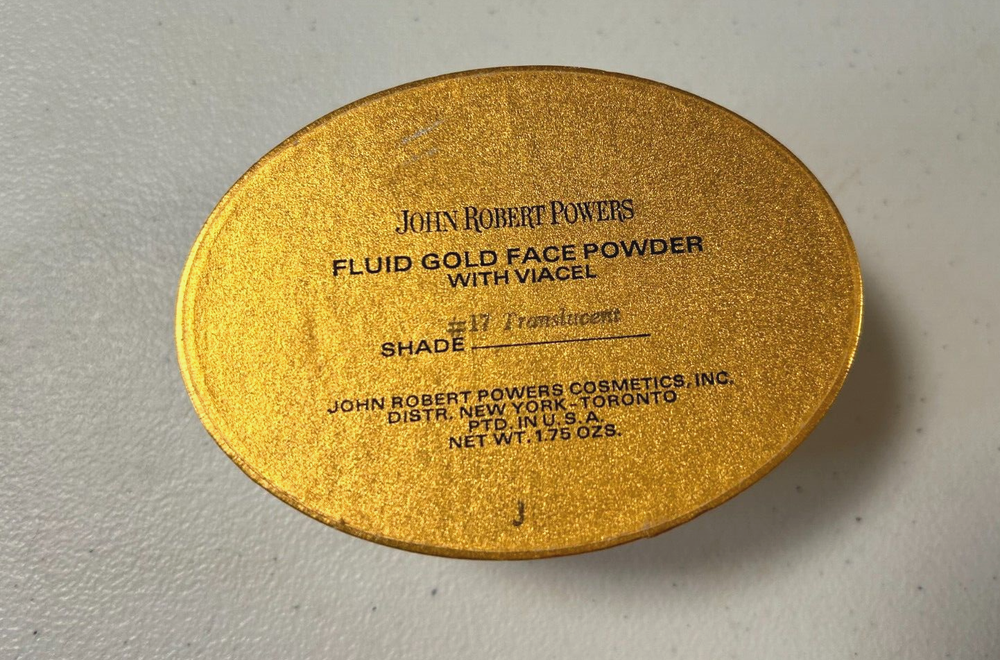 JOHN ROBERT POWERS
FLUID GOLD FACE POWDER
WITH VIACEL
#17 Translucent
SHADE
JOHN ROBERT POWERS COSMETICS, INC.
DISTR. NEW YORK - TORONTO
PTD. IN U.S.A.
NET WT. 1.75 OZS.
J